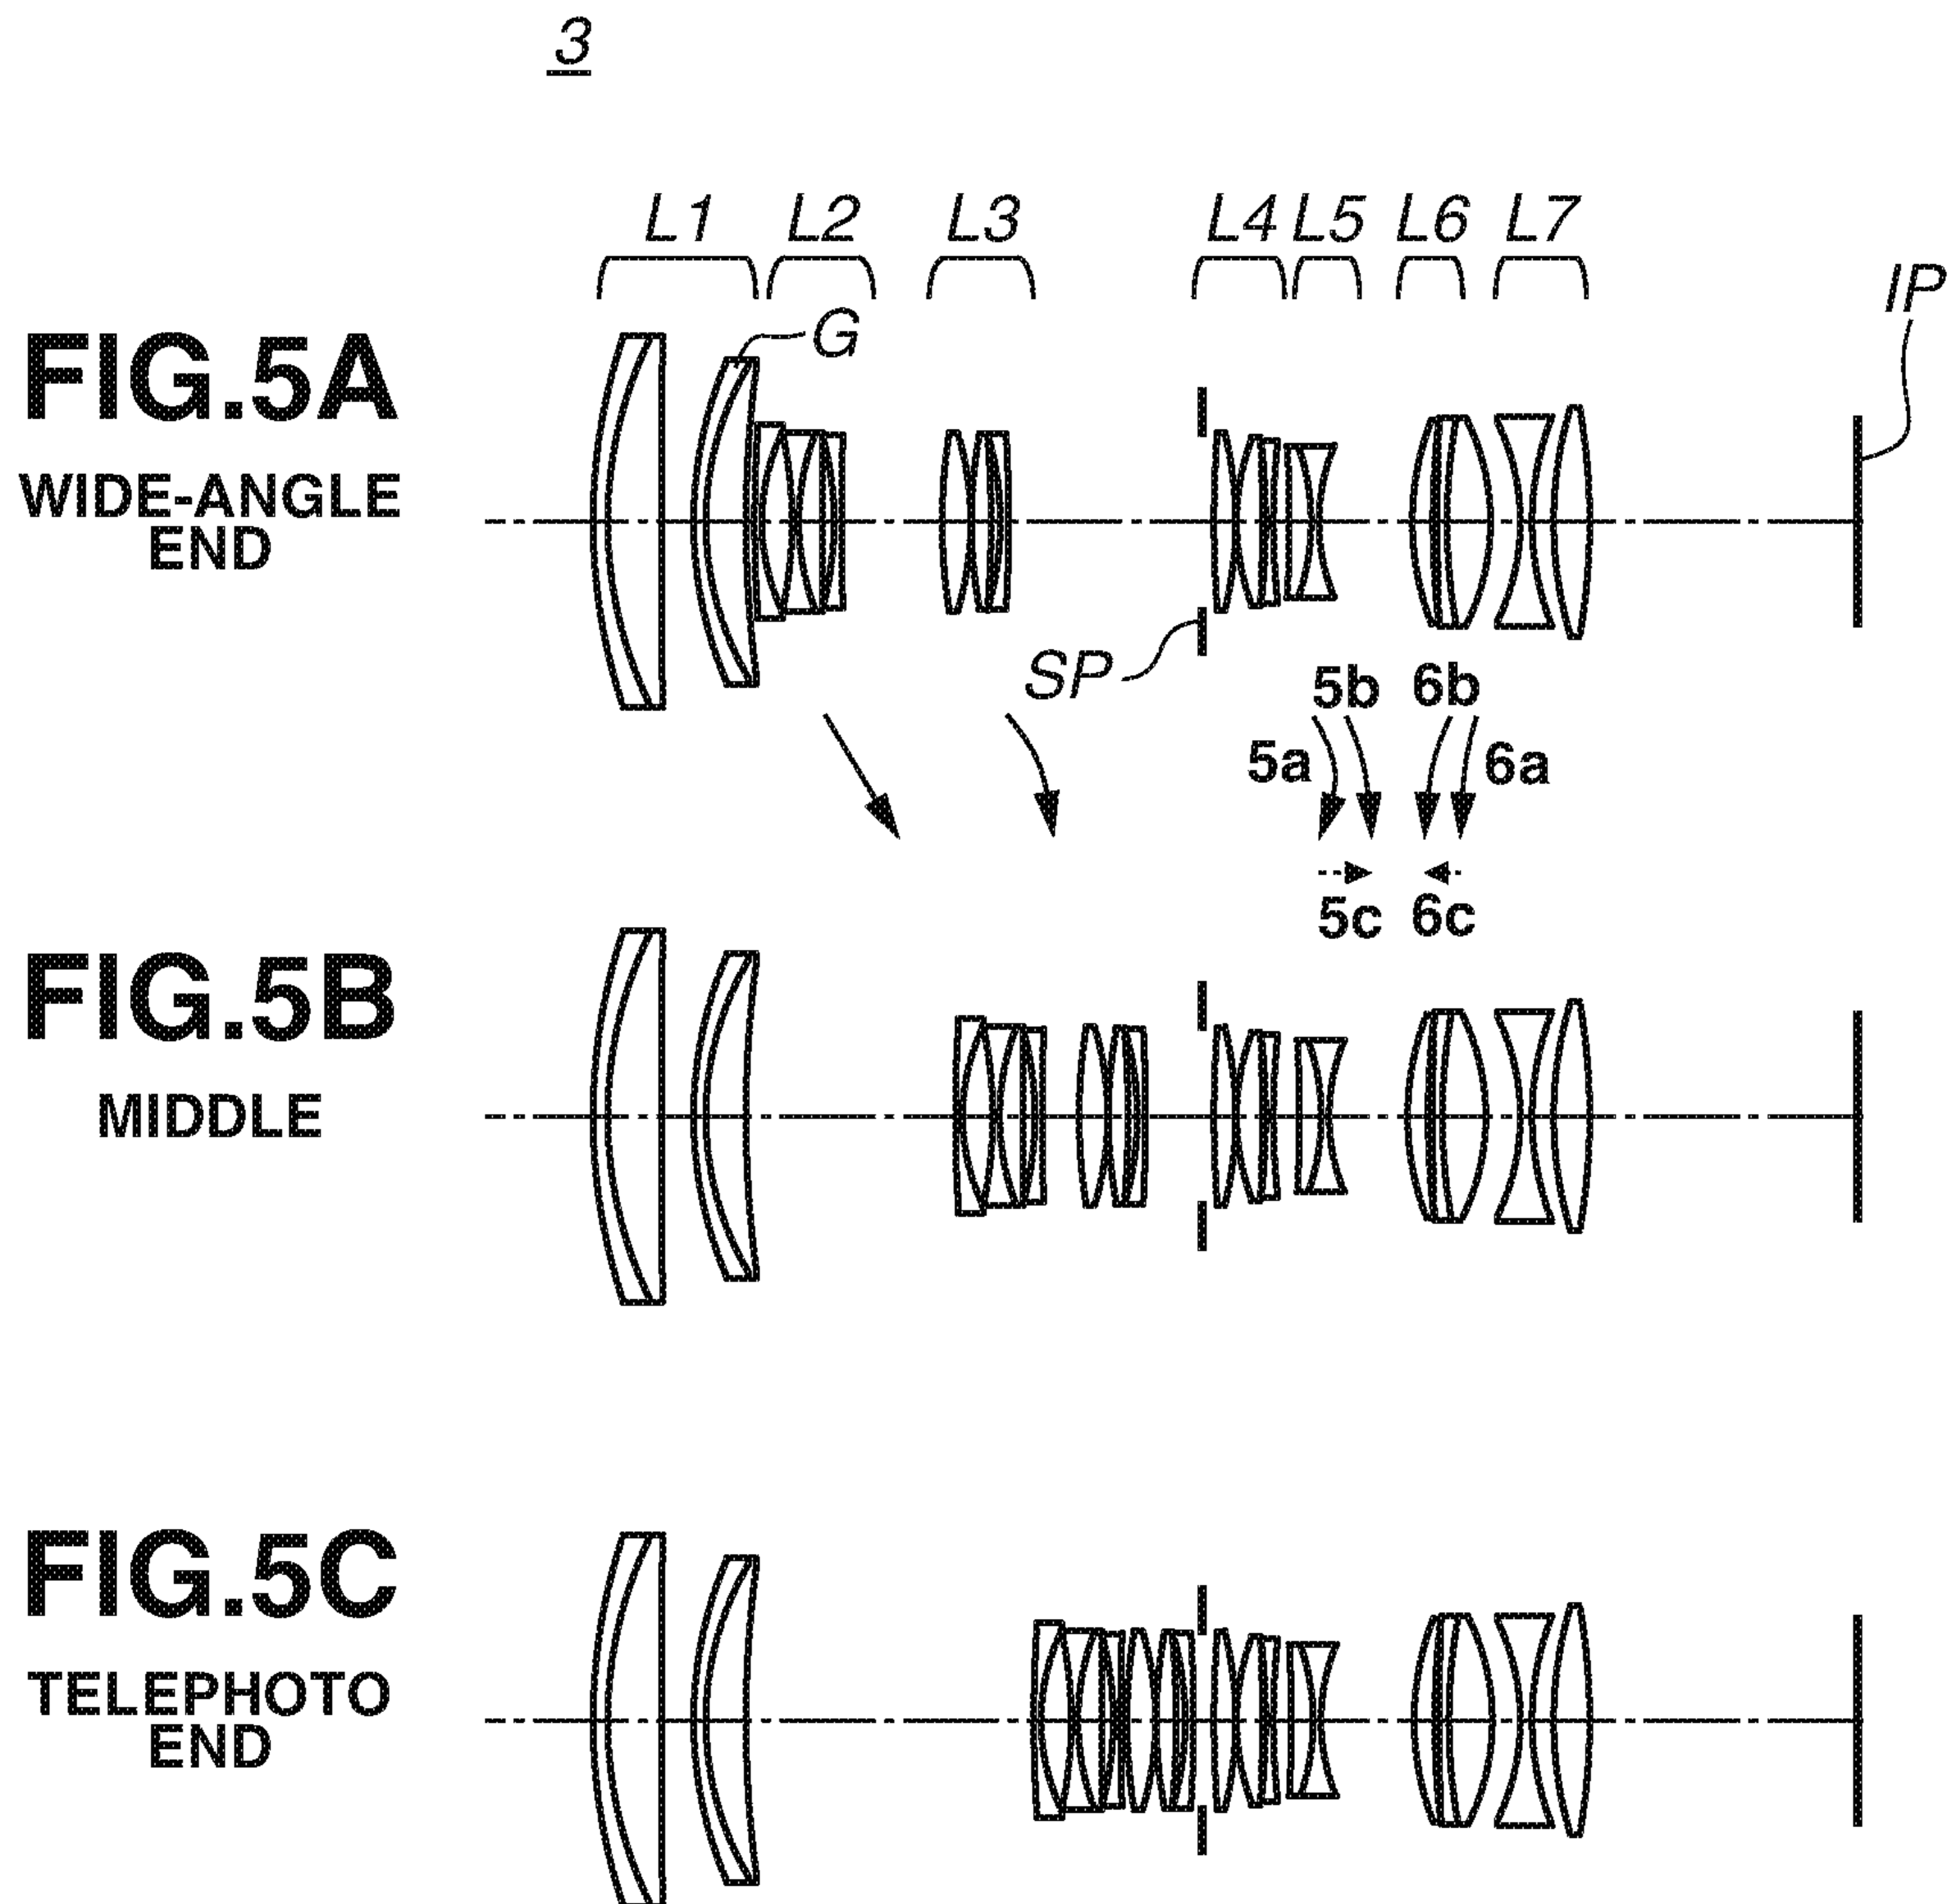 3
L1 L2 L3 L4 L5 L6 L7
IP
G
FIG.5A
WIDE-ANGLE
END
SP
5b 6b
5a 6a
5c 6c
FIG.5B
MIDDLE
FIG.5C
TELEPHOTO
END